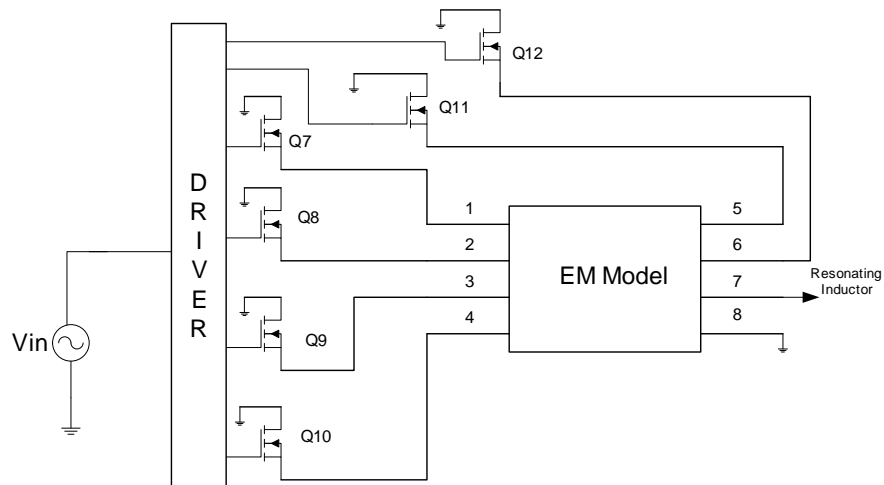 Q12
Q11
Q7
DRIVER
Q8
1
2
3
4
EM Model
5
6
7
8
Resonating
Inductor
Vin
Q9
Q10